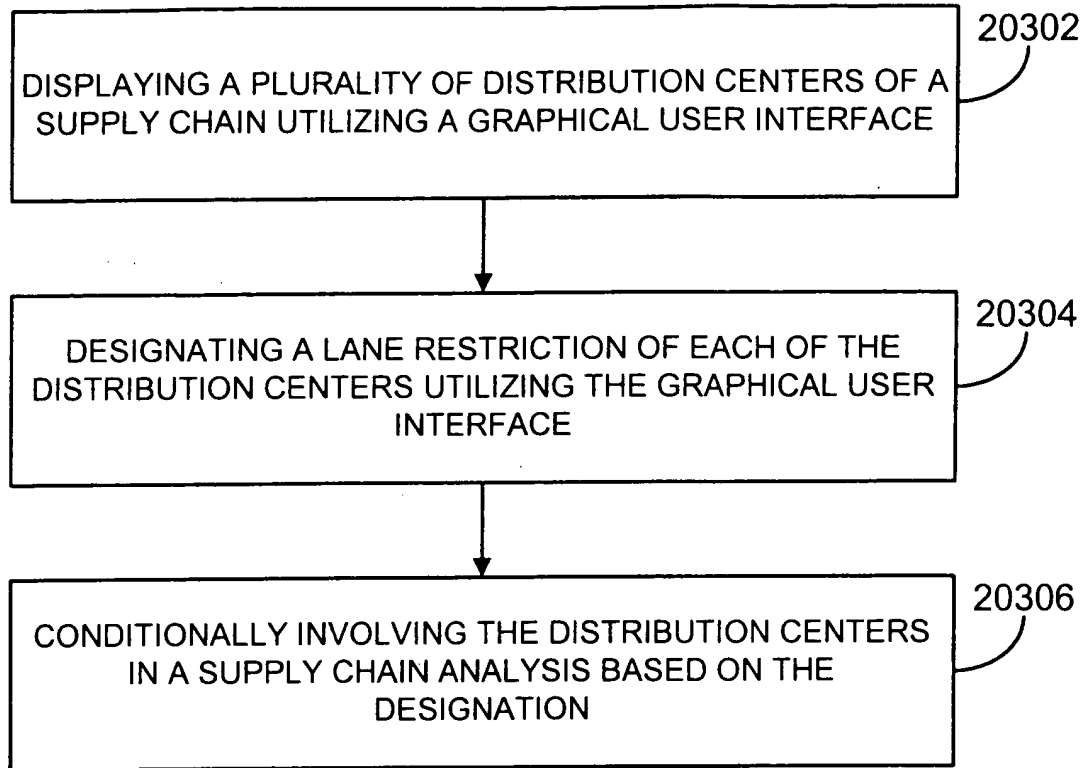 20302
DISPLAYING A PLURALITY OF DISTRIBUTION CENTERS OF A
SUPPLY CHAIN UTILIZING A GRAPHICAL USER INTERFACE
20304
DESIGNATING A LANE RESTRICTION OF EACH OF THE
DISTRIBUTION CENTERS UTILIZING THE GRAPHICAL USER
INTERFACE
20306
CONDITIONALLY INVOLVING THE DISTRIBUTION CENTERS
IN A SUPPLY CHAIN ANALYSIS BASED ON THE
DESIGNATION